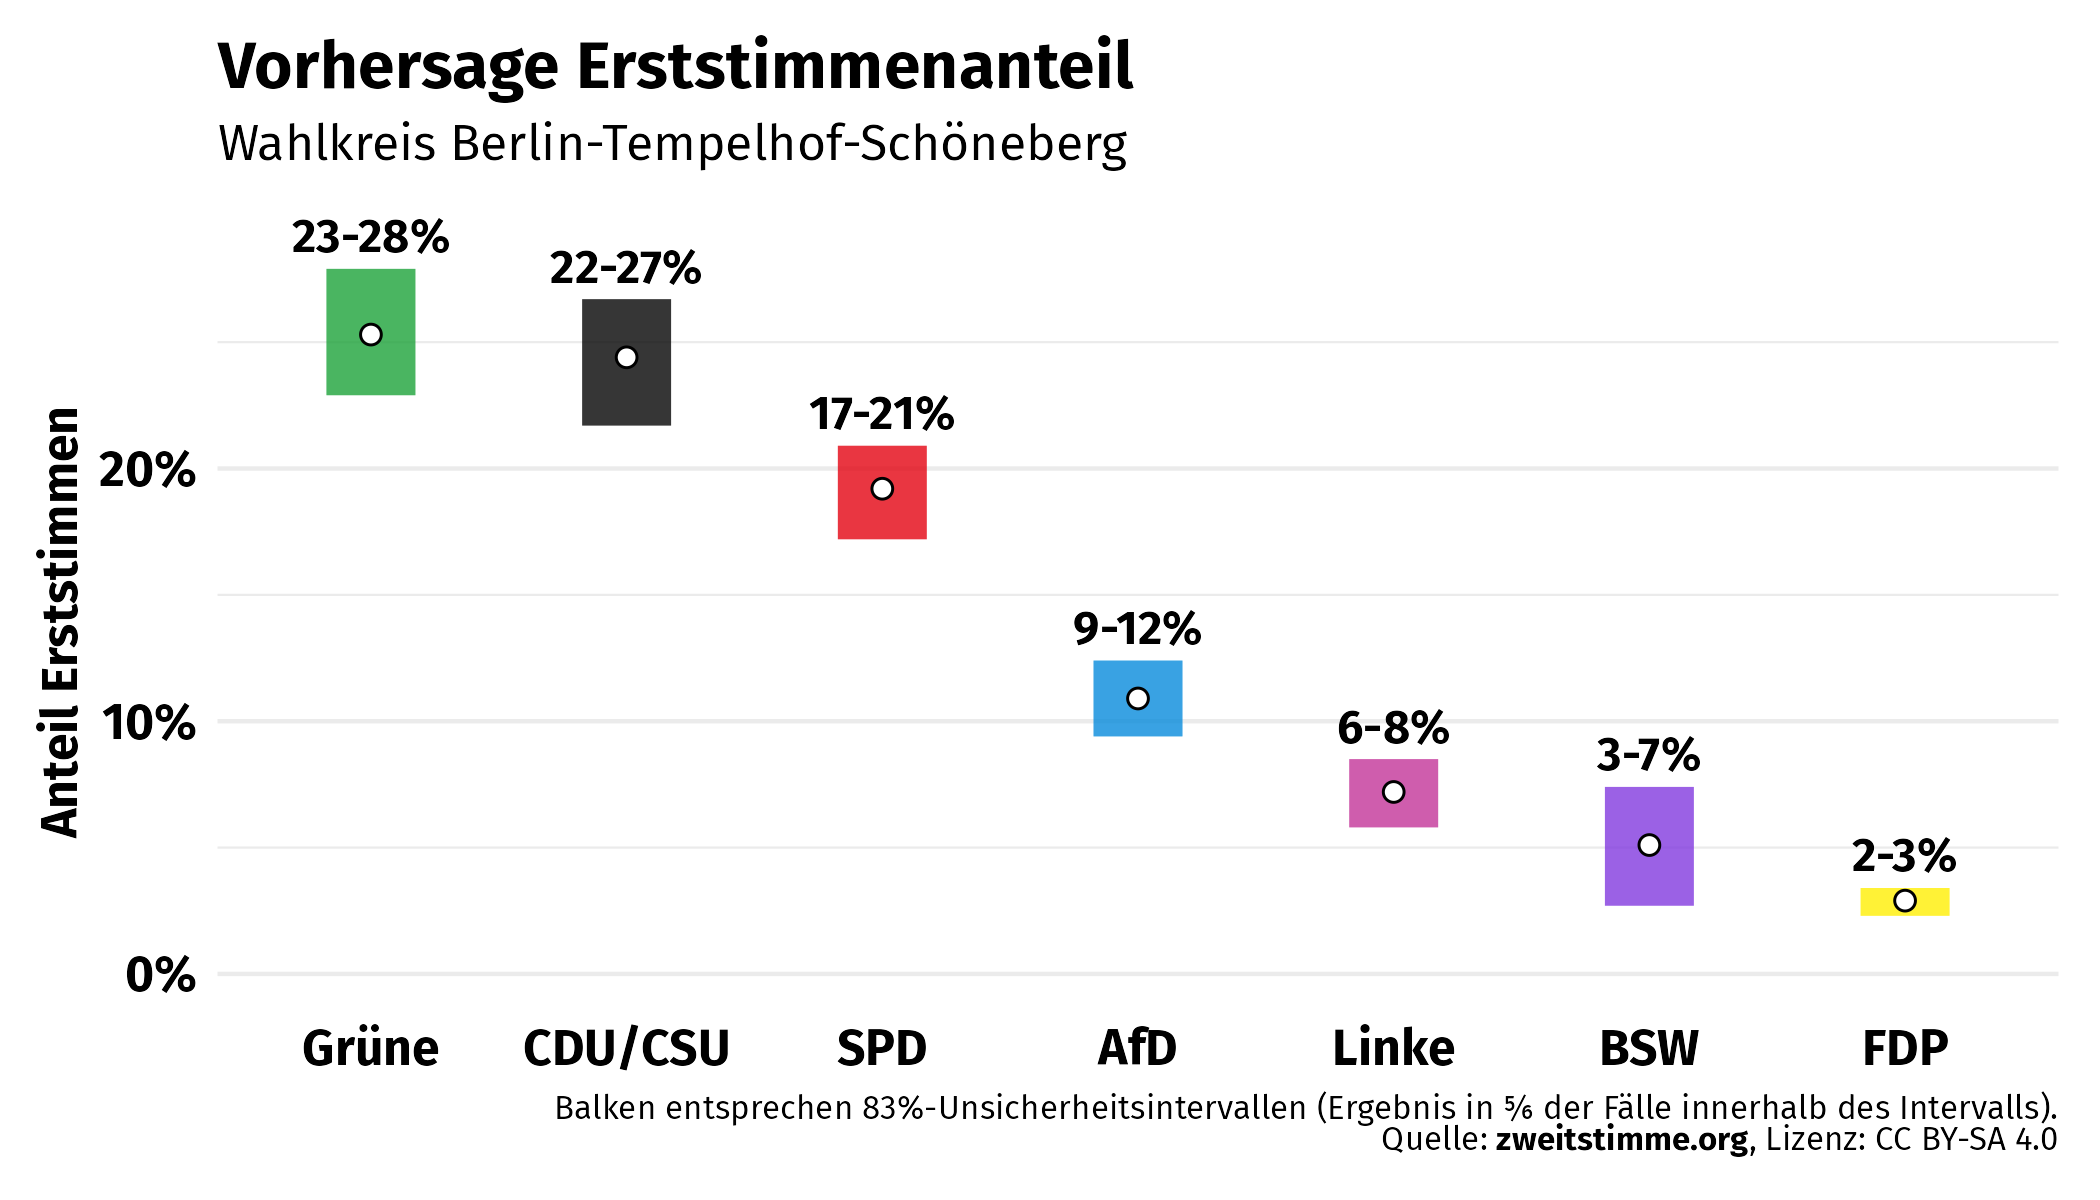 Vorhersage Erststimmenanteil
Wahlkreis Berlin-Tempelhof-Schöneberg
23-28%
22-27%
17-21%
9-12%
6-8%
3-7%
2-3%
Anteil Erststimmen
20%
10%
0%
Grüne CDU/CSU SPD AfD Linke BSW FDP
Balken entsprechen 83%-Unsicherheitsintervallen (Ergebnis in ⅚ der Fälle innerhalb des Intervalls).
Quelle: zweitstimme.org, Lizenz: CC BY-SA 4.0